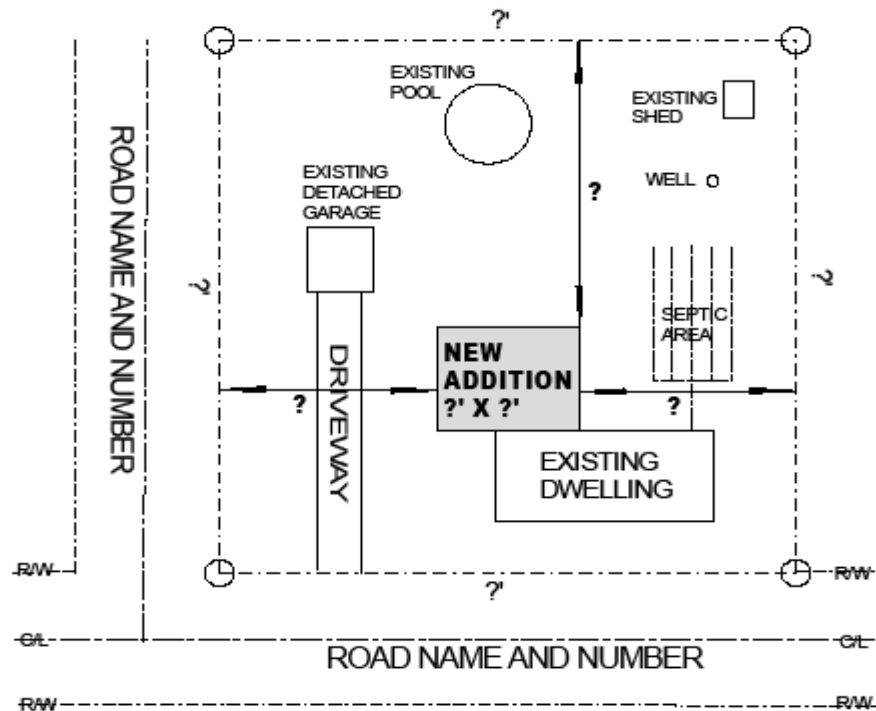 ?'
EXISTING
POOL
EXISTING
SHED
EXISTING
DETACHED
GARAGE
WELL
?
?'
?'
ROAD NAME AND NUMBER
SEPTIC
AREA
NEW
ADDITION
?' X ?'
DRIVEWAY
?
?
EXISTING
DWELLING
R/W
?'
R/W
C/L
C/L
ROAD NAME AND NUMBER
R/W
R/W